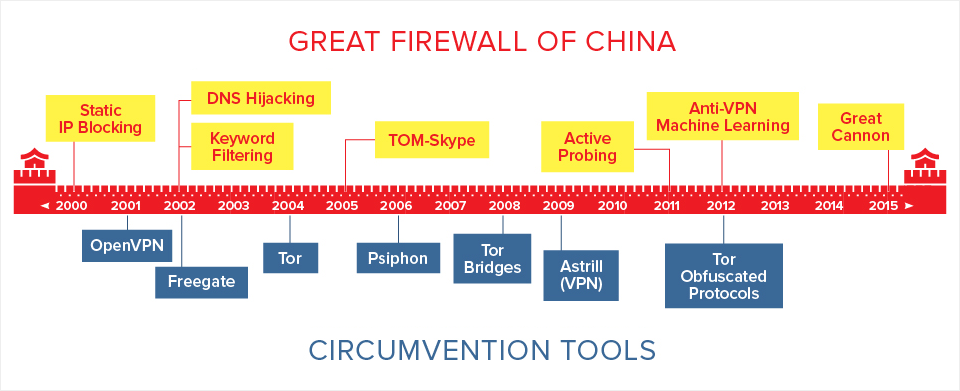 GREAT FIREWALL OF CHINA
Static
IP Blocking
DNS Hijacking
Keyword
Filtering
TOM-Skype
Active
Probing
Anti-VPN
Machine Learning
Great
Cannon
2000 2001 2002 2003 2004 2005 2006 2007 2008 2009 2010 2011 2012 2013 2014 2015
OpenVPN
Freegate
Tor
Psiphon
Tor
Bridges
Astrill
(VPN)
Tor
Obfuscated
Protocols
CIRCUMVENTION TOOLS